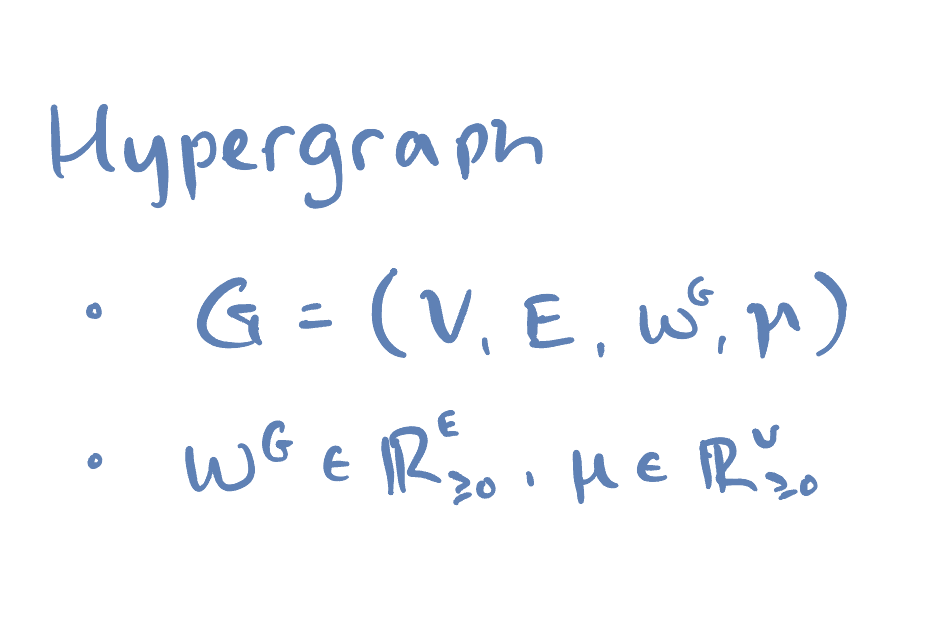 Hypergraph
• G = (V, E, w^G, μ)
• w^G ∈ ℝ^E_≥0, μ ∈ ℝ^V_≥0